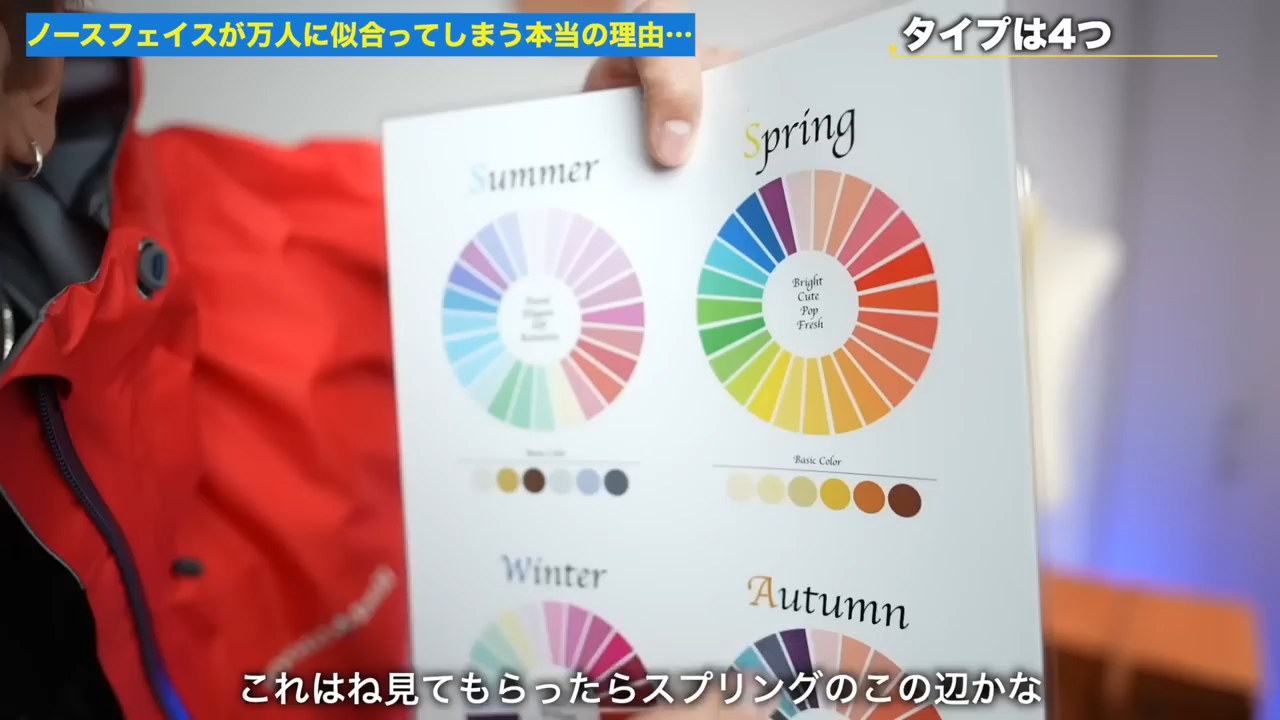 ノースフェイスが万人に似合ってしまう本当の理由…
タイプは4つ
Summer
Spring
Bright
Cute
Pop
Fresh
Basic Color
Winter
Autumn
これはね見てもらったらスプリングのこの辺かな